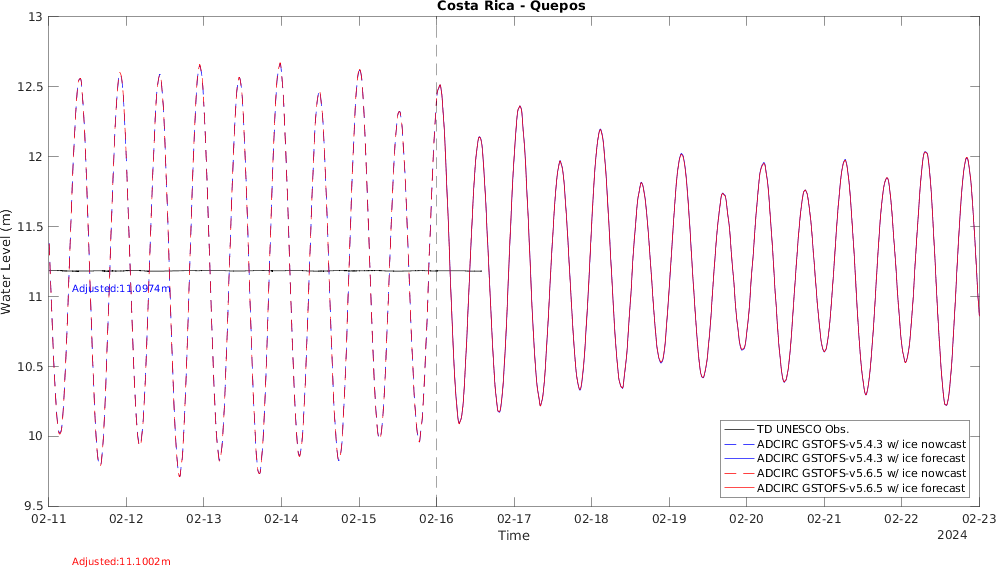 Costa Rica - Quepos
13
12.5
12
11.5
11
10.5
10
9.5
Water Level (m)
Adjusted:11.0974m
TD UNESCO Obs.
ADCIRC GSTOFS-v5.4.3 w/ ice nowcast
ADCIRC GSTOFS-v5.4.3 w/ ice forecast
ADCIRC GSTOFS-v5.6.5 w/ ice nowcast
ADCIRC GSTOFS-v5.6.5 w/ ice forecast
02-11 02-12 02-13 02-14 02-15 02-16 02-17 02-18 02-19 02-20 02-21 02-22 02-23
Time
2024
Adjusted:11.1002m